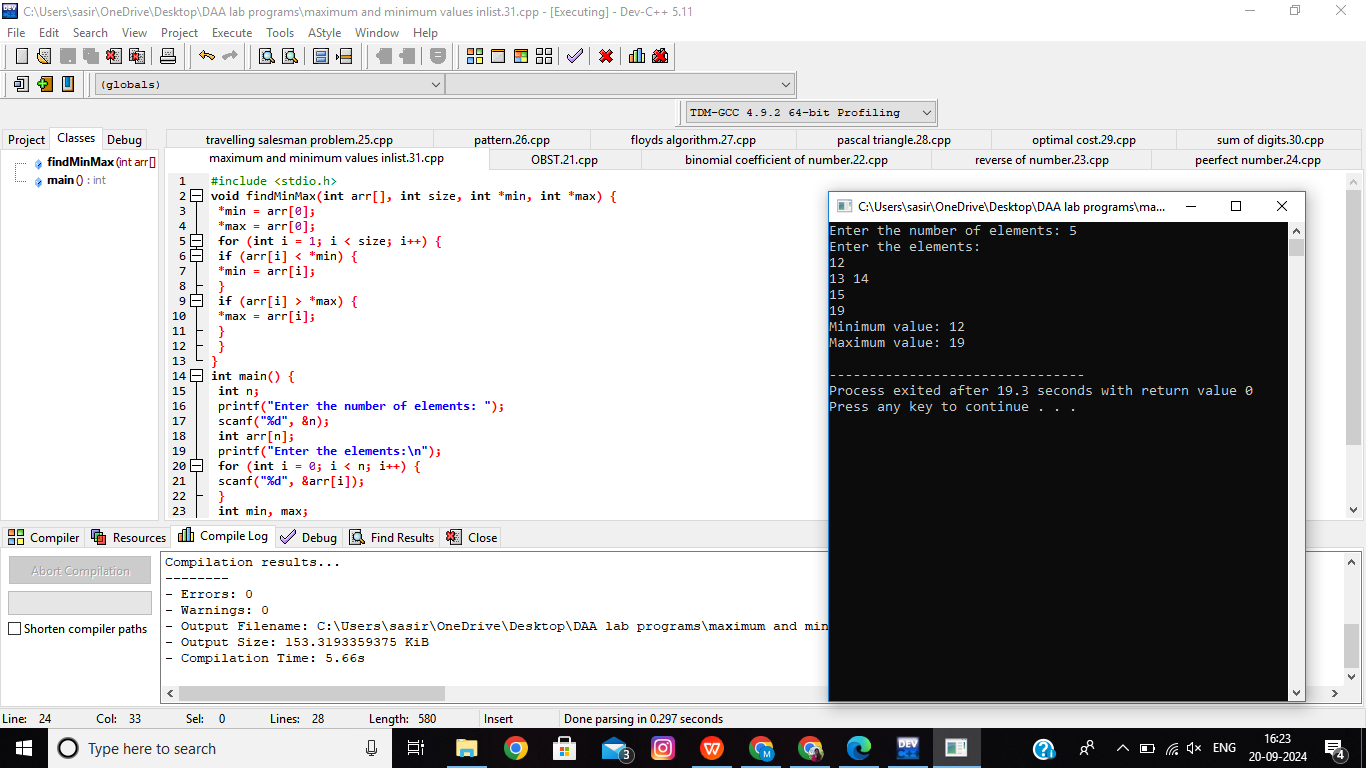 C:\Users\sasir\OneDrive\Desktop\DAA lab programs\maximum and minimum values inlist.31.cpp - [Executing] - Dev-C++ 5.11
File Edit Search View Project Execute Tools AStyle Window Help
(globals)
TDM-GCC 4.9.2 64-bit Profiling
Project Classes Debug
travelling salesman problem.25.cpp pattern.26.cpp floyds algorithm.27.cpp pascal triangle.28.cpp optimal cost.29.cpp sum of digits.30.cpp
maximum and minimum values inlist.31.cpp OBST.21.cpp binomial coefficient of number.22.cpp reverse of number.23.cpp peerfect number.24.cpp
findMinMax (int arr[]
main () : int
1 #include <stdio.h>
2 void findMinMax(int arr[], int size, int *min, int *max) {
3 *min = arr[0];
4 *max = arr[0];
5 for (int i = 1; i < size; i++) {
6 if (arr[i] < *min) {
7 *min = arr[i];
8 }
9 if (arr[i] > *max) {
10 *max = arr[i];
11 }
12 }
13 }
14 int main() {
15 int n;
16 printf("Enter the number of elements: ");
17 scanf("%d", &n);
18 int arr[n];
19 printf("Enter the elements:\n");
20 for (int i = 0; i < n; i++) {
21 scanf("%d", &arr[i]);
22 }
23 int min, max;
C:\Users\sasir\OneDrive\Desktop\DAA lab programs\ma...
Enter the number of elements: 5
Enter the elements:
12
13 14
15
19
Minimum value: 12
Maximum value: 19
--------------------------------
Process exited after 19.3 seconds with return value 0
Press any key to continue . . .
Compiler Resources Compile Log Debug Find Results Close
Abort Compilation
Shorten compiler paths
Compilation results...
--------
- Errors: 0
- Warnings: 0
- Output Filename: C:\Users\sasir\OneDrive\Desktop\DAA lab programs\maximum and min
- Output Size: 153.3193359375 KiB
- Compilation Time: 5.66s
Line: 24 Col: 33 Sel: 0 Lines: 28 Length: 580 Insert Done parsing in 0.297 seconds
Type here to search
3
DEV
ENG
16:23
20-09-2024
4